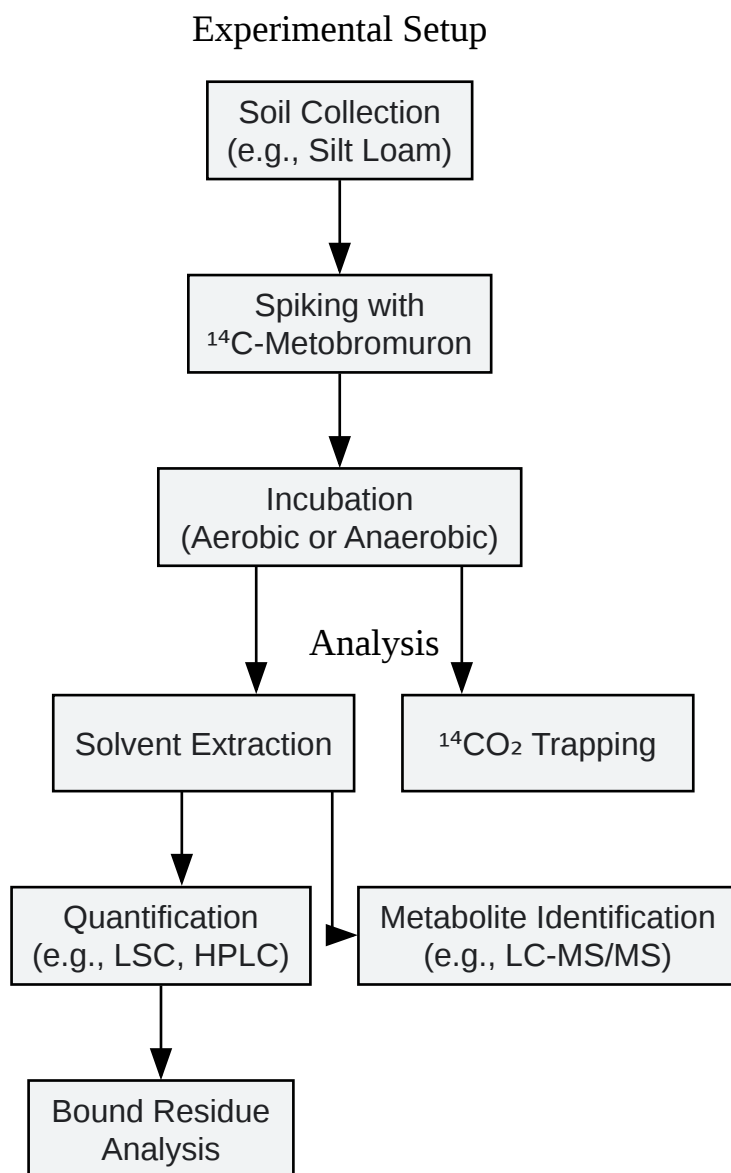 Experimental Setup
Soil Collection
(e.g., Silt Loam)
Spiking with
¹⁴C-Metobromuron
Incubation
(Aerobic or Anaerobic)
Analysis
Solvent Extraction
¹⁴CO₂ Trapping
Quantification
(e.g., LSC, HPLC)
Metabolite Identification
(e.g., LC-MS/MS)
Bound Residue
Analysis